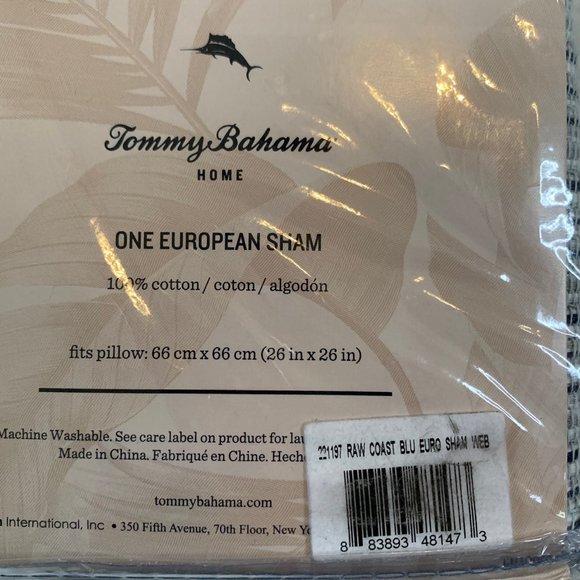 Tommy Bahama
HOME
ONE EUROPEAN SHAM
100% cotton / coton / algodón
fits pillow: 66 cm x 66 cm (26 in x 26 in)
Machine Washable. See care label on product for
Made in China. Fabriqué en Chine.
tommybahama.com
International, Inc • 350 Fifth Avenue, 70th Floor, New
221197 RAW COAST BLU EURO SHAM WEB
8 83893 48147 3